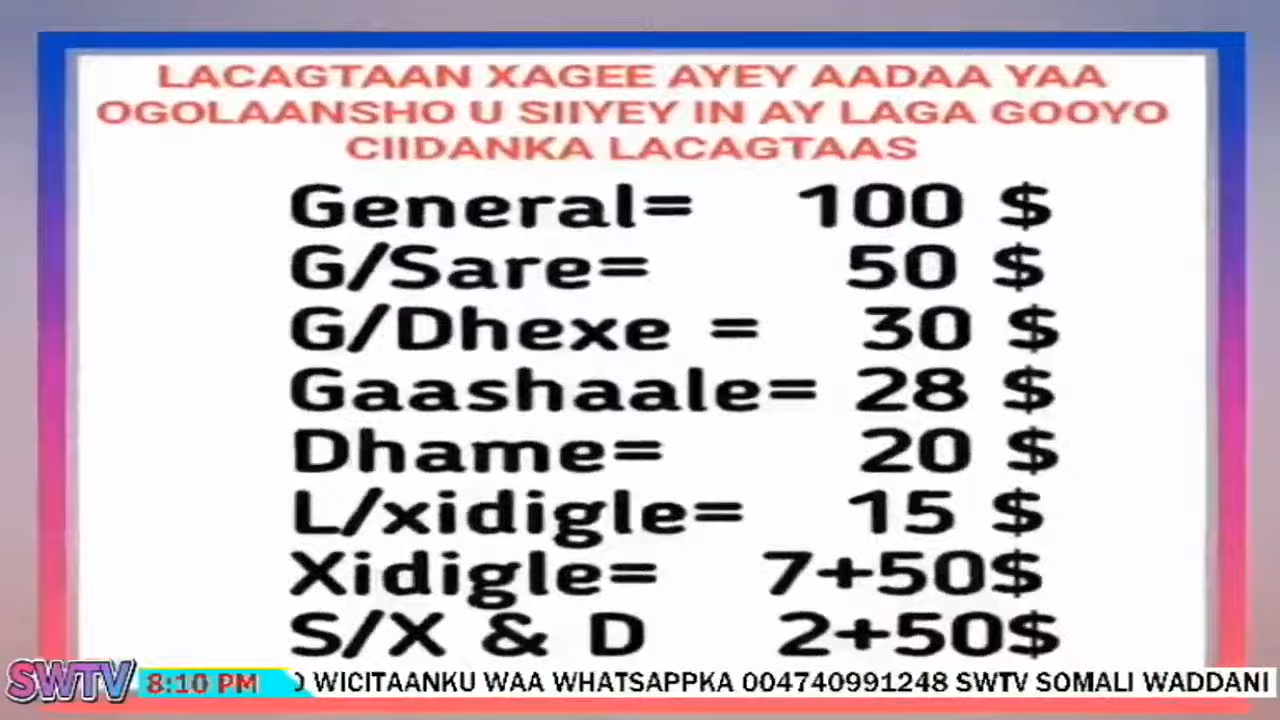 LACAGTAAN XAGEE AYEY AADAA YAA
OGOLAANSHO U SIIYEY IN AY LAGA GOOYO
CIIDANKA LACAGTAAS
General= 100 $
G/Sare= 50 $
G/Dhexe = 30 $
Gaashaale= 28 $
Dhame= 20 $
L/xidigle= 15 $
Xidigle= 7+50$
S/X & D 2+50$
SWTV 8:10 PM WICITAANKU WAA WHATSAPPKA 004740991248 SWTV SOMALI WADDANI